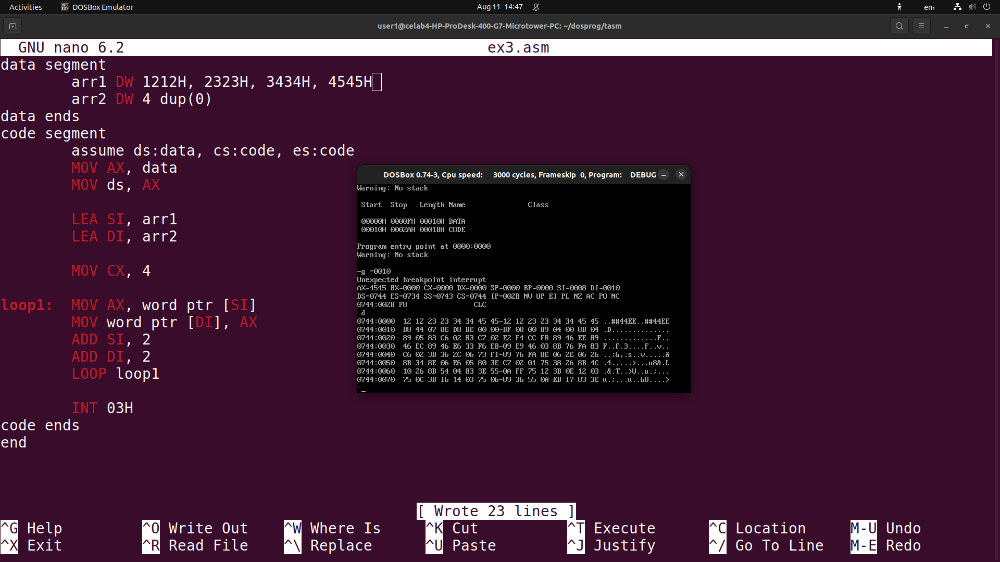 Activities DOSBox Emulator Aug 11 14:47 en₁
user1@celab4-HP-ProDesk-400-G7-Microtower-PC: ~/dosprog/tasm
GNU nano 6.2 ex3.asm
data segment
arr1 DW 1212H, 2323H, 3434H, 4545H
arr2 DW 4 dup(0)
data ends
code segment
assume ds:data, cs:code, es:code
MOV AX, data
MOV ds, AX
LEA SI, arr1
LEA DI, arr2
MOV CX, 4
loop1: MOV AX, word ptr [SI]
MOV word ptr [DI], AX
ADD SI, 2
ADD DI, 2
LOOP loop1
INT 03H
code ends
end
DOSBox 0.74-3, Cpu speed: 3000 cycles, Frameskip 0, Program: DEBUG
Warning: No stack
Start Stop Length Name Class
00000H 0000FH 00010H DATA
00010H 0002AH 0001BH CODE
Program entry point at 0000:0000
Warning: No stack
-g =0010
Unexpected breakpoint interrupt
AX=4545 BX=0000 CX=0000 DX=0000 SP=0000 BP=0000 SI=0008 DI=0010
DS=0744 ES=0734 SS=0743 CS=0744 IP=002B NV UP EI PL NZ AC PO NC
0744:002B F8 CLC
-d
0744:0000 12 12 23 23 34 34 45 45-12 12 23 23 34 34 45 45 ..##44EE..##44EE
0744:0010 B8 44 07 8E D8 BE 00 00-BF 08 00 B9 04 00 8B 04 .D..............
0744:0020 89 05 83 C6 02 83 C7 02-E2 F4 CC F8 89 46 EE 89 .............F..
0744:0030 46 EC 89 46 E6 33 F6 EB-09 E9 46 03 8B 76 FA 83 F..F.3....F..v..
0744:0040 C6 02 3B 36 2C 06 73 F1-89 76 FA 8E 06 2E 06 26 ..;6,.s..v.....&
0744:0050 8B 34 8E 06 E6 05 80 3E-C7 02 01 75 38 26 8B 4C .4.....>...u8&.L
0744:0060 10 26 8B 54 04 83 3E 55-0A FF 75 12 3B 0E 12 03 .&.T..>U..u.;...
0744:0070 75 0C 3B 16 14 03 75 06-89 36 55 0A EB 17 83 3E u.;...u..6U....>
-_
[ Wrote 23 lines ]
^G Help ^O Write Out ^W Where Is ^K Cut ^T Execute ^C Location M-U Undo
^X Exit ^R Read File ^\ Replace ^U Paste ^J Justify ^/ Go To Line M-E Redo